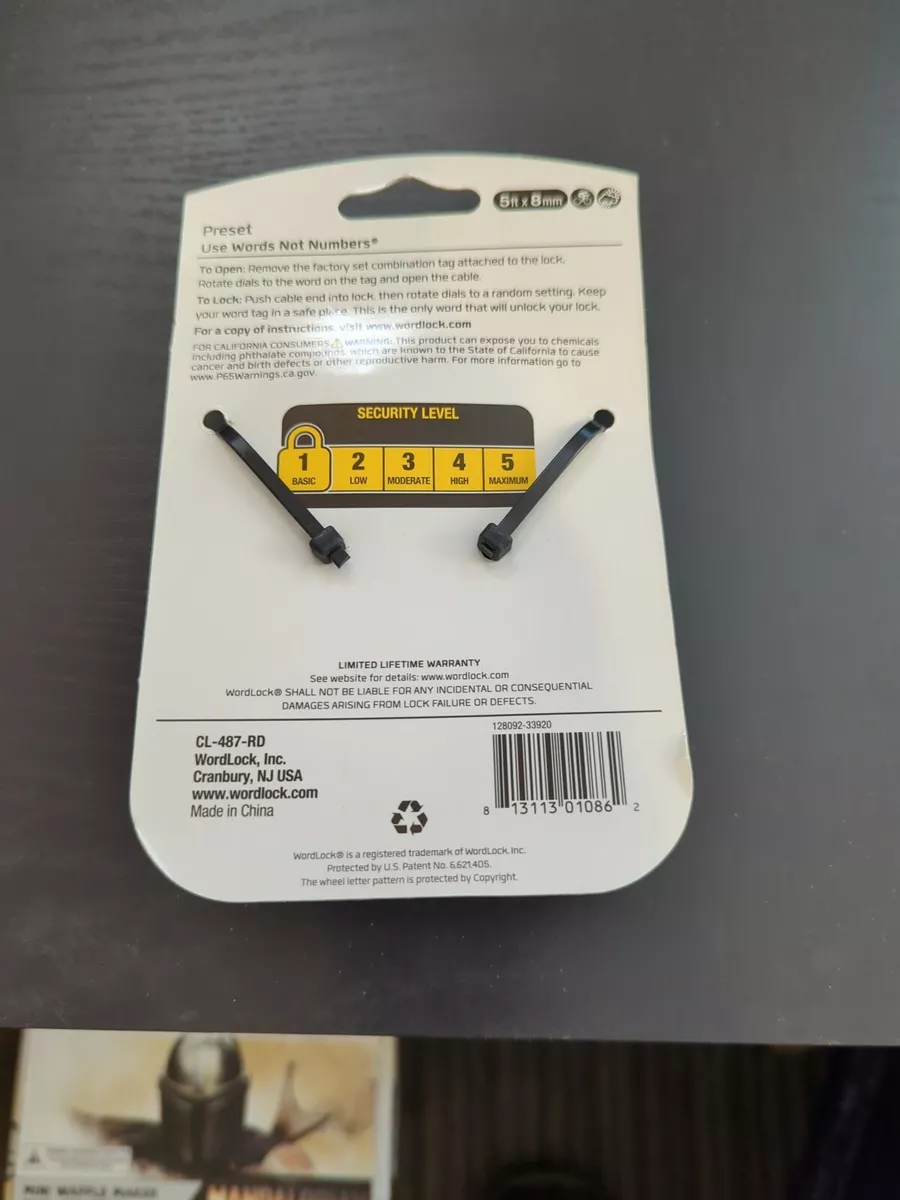 5ft x 8mm
Preset
Use Words Not Numbers®
To Open: Remove the factory set combination tag attached to the lock.
Rotate dials to the word on the tag and open the cable.
To Lock: Push cable end into lock, then rotate dials to a random setting. Keep
your word tag in a safe place. This is the only word that will unlock your lock.
For a copy of instructions, visit www.wordlock.com
FOR CALIFORNIA CONSUMERS ⚠ WARNING: This product can expose you to chemicals
including phthalate compounds, which are known to the State of California to cause
cancer and birth defects or other reproductive harm. For more information go to
www.P65Warnings.ca.gov.
SECURITY LEVEL
1 2 3 4 5
BASIC LOW MODERATE HIGH MAXIMUM
LIMITED LIFETIME WARRANTY
See website for details: www.wordlock.com
WordLock® SHALL NOT BE LIABLE FOR ANY INCIDENTAL OR CONSEQUENTIAL
DAMAGES ARISING FROM LOCK FAILURE OR DEFECTS.
128092-33920
CL-487-RD
WordLock, Inc.
Cranbury, NJ USA
www.wordlock.com
Made in China
8 13113 01086 2
WordLock® is a registered trademark of WordLock, Inc.
Protected by U.S. Patent No. 6,621,405.
The wheel letter pattern is protected by Copyright.
MINI WAFFLE MAKER
MANDALORIAN